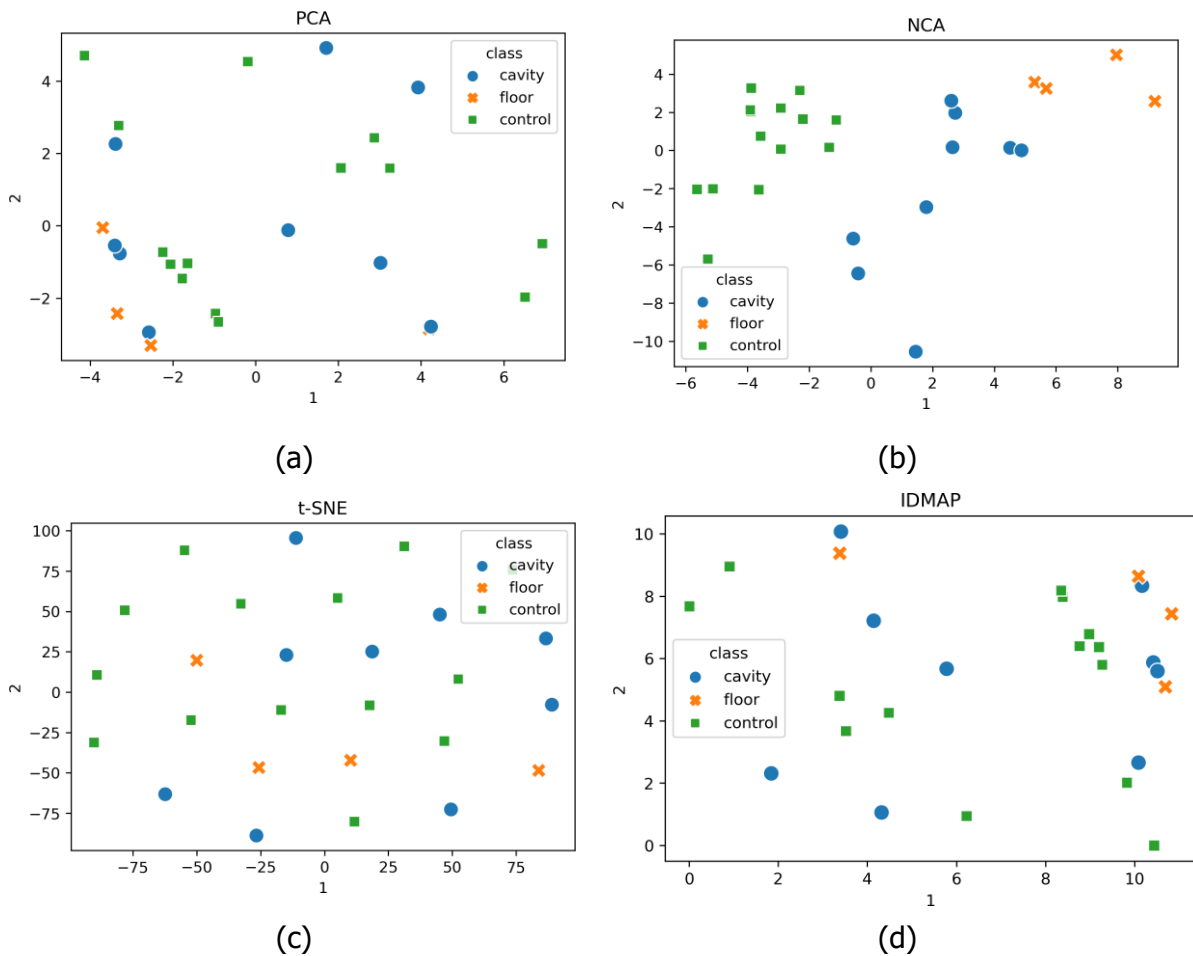 PCA
4
2
0
−2
2
−4
−2
0
2
4
6
1
class
cavity
floor
control
(a)
NCA
4
2
0
−2
−4
−6
−8
−10
2
−6
−4
−2
0
2
4
6
8
1
class
cavity
floor
control
(b)
t-SNE
100
75
50
25
0
−25
−50
−75
2
−75
−50
−25
0
25
50
75
1
class
cavity
floor
control
(c)
IDMAP
10
8
6
4
2
0
2
0
2
4
6
8
10
1
class
cavity
floor
control
(d)